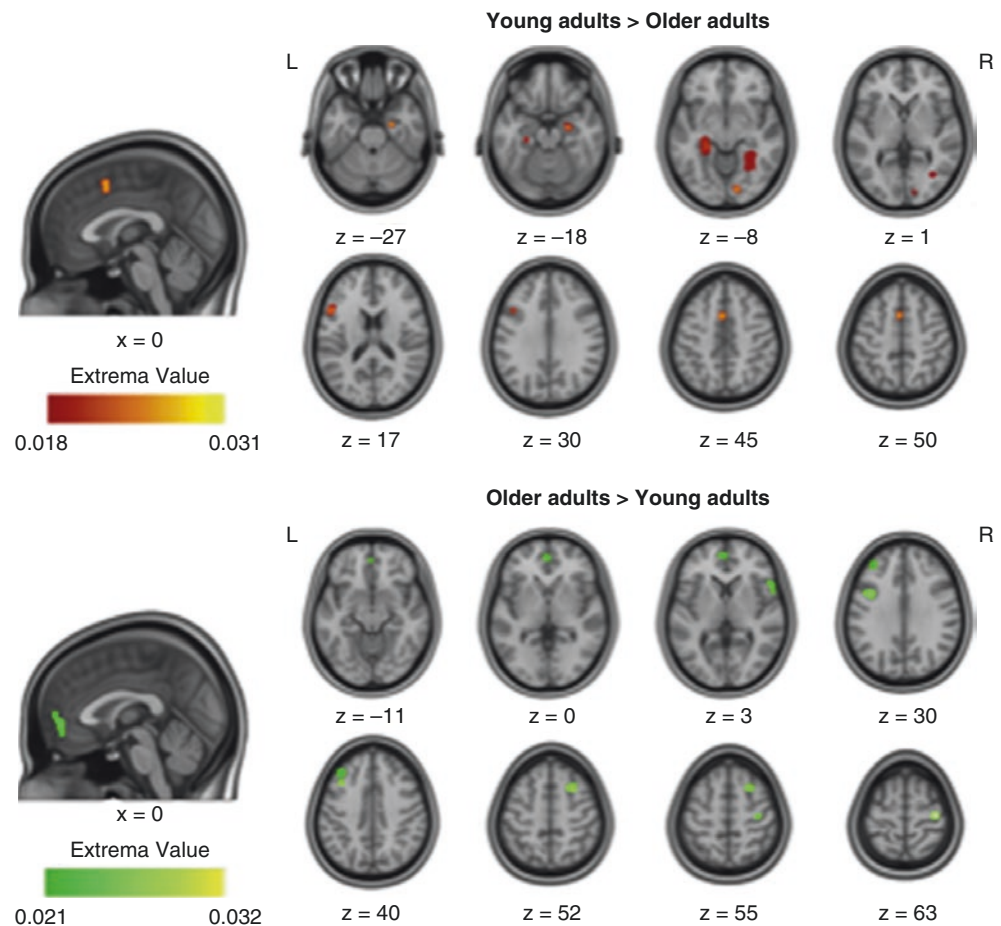 Young adults > Older adults
L
R
z = –27
z = –18
z = –8
z = 1
x = 0
Extrema Value
0.018
0.031
z = 17
z = 30
z = 45
z = 50
Older adults > Young adults
L
R
z = –11
z = 0
z = 3
z = 30
x = 0
Extrema Value
0.021
0.032
z = 40
z = 52
z = 55
z = 63